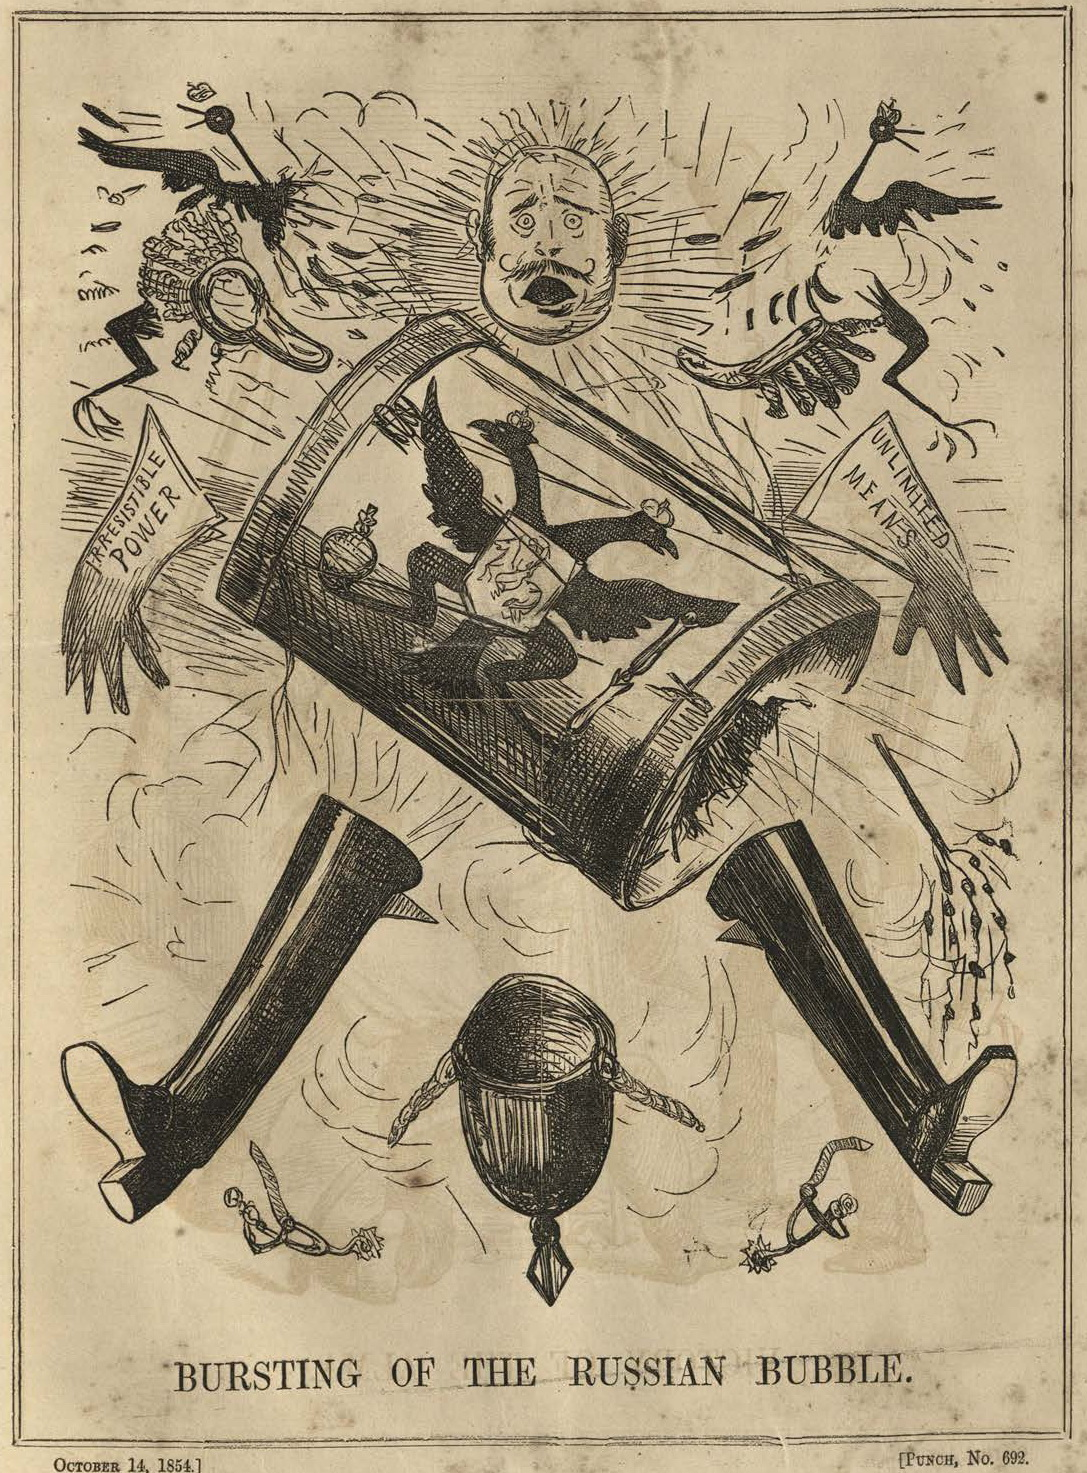 IRRESISTIBLE
POWER
UNLIMITED
MEANS
BURSTING OF THE RUSSIAN BUBBLE.
OCTOBER 14, 1854.]
[PUNCH, No. 692.